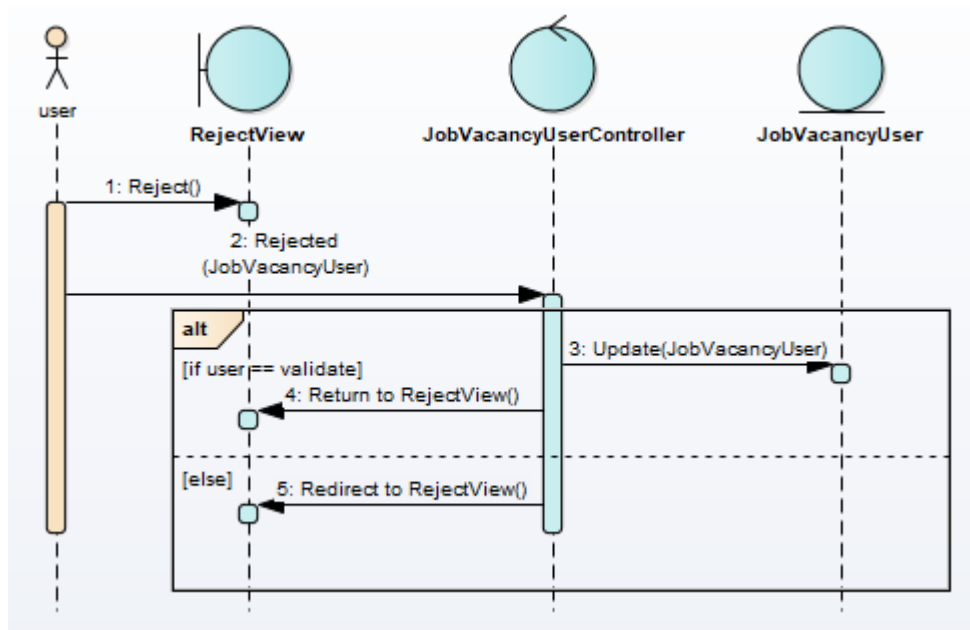 user
RejectView
JobVacancyUserController
JobVacancyUser
1: Reject()
2: Rejected
(JobVacancyUser)
alt
3: Update(JobVacancyUser)
[if user == validate]
4: Return to RejectView()
[else]
5: Redirect to RejectView()